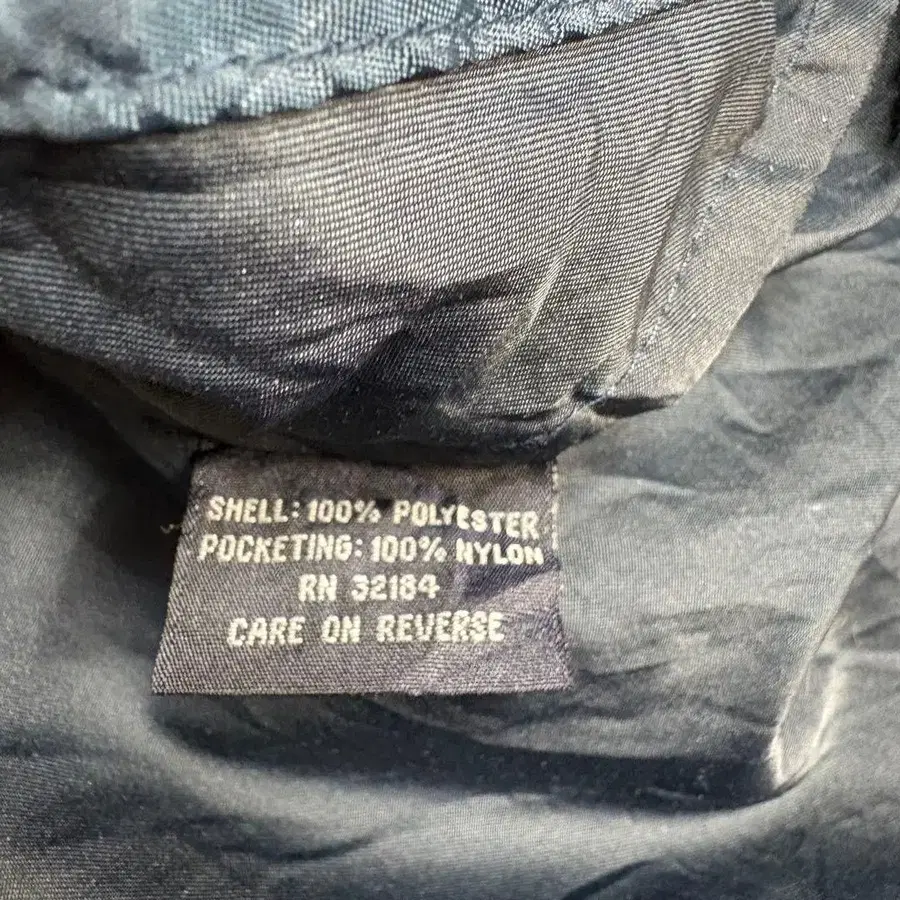 SHELL: 100% POLYESTER
POCKETING: 100% NYLON
RN 32184
CARE ON REVERSE